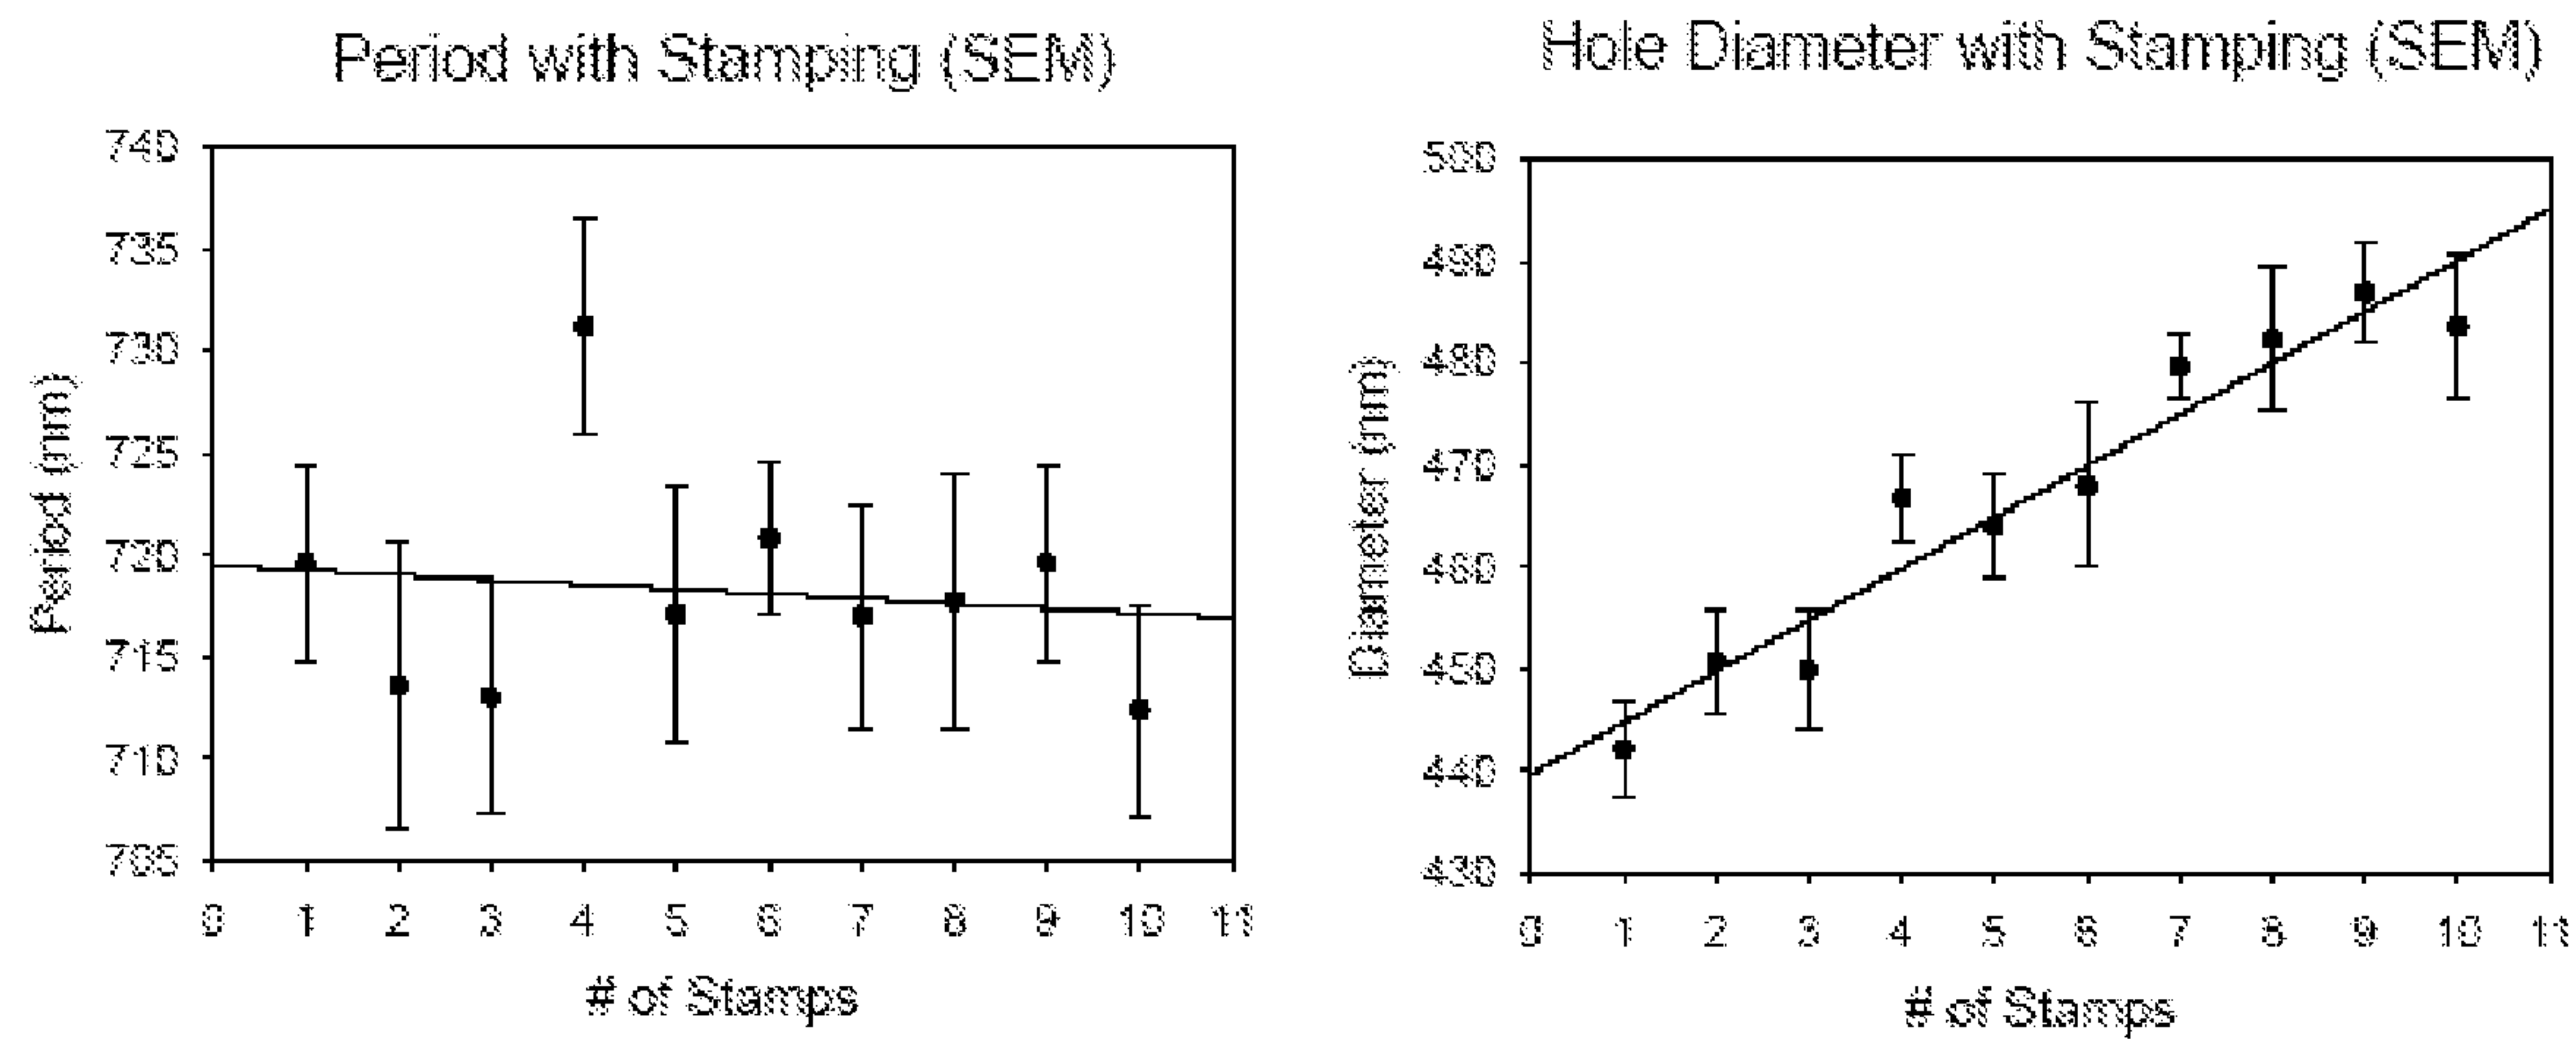 Period with Stamping (SEM)
740
735
730
725
720
715
710
705
Period (nm)
0 1 2 3 4 5 6 7 8 9 10 11
# of Stamps
Hole Diameter with Stamping (SEM)
500
490
480
470
460
450
440
430
Diameter (nm)
0 1 2 3 4 5 6 7 8 9 10 11
# of Stamps